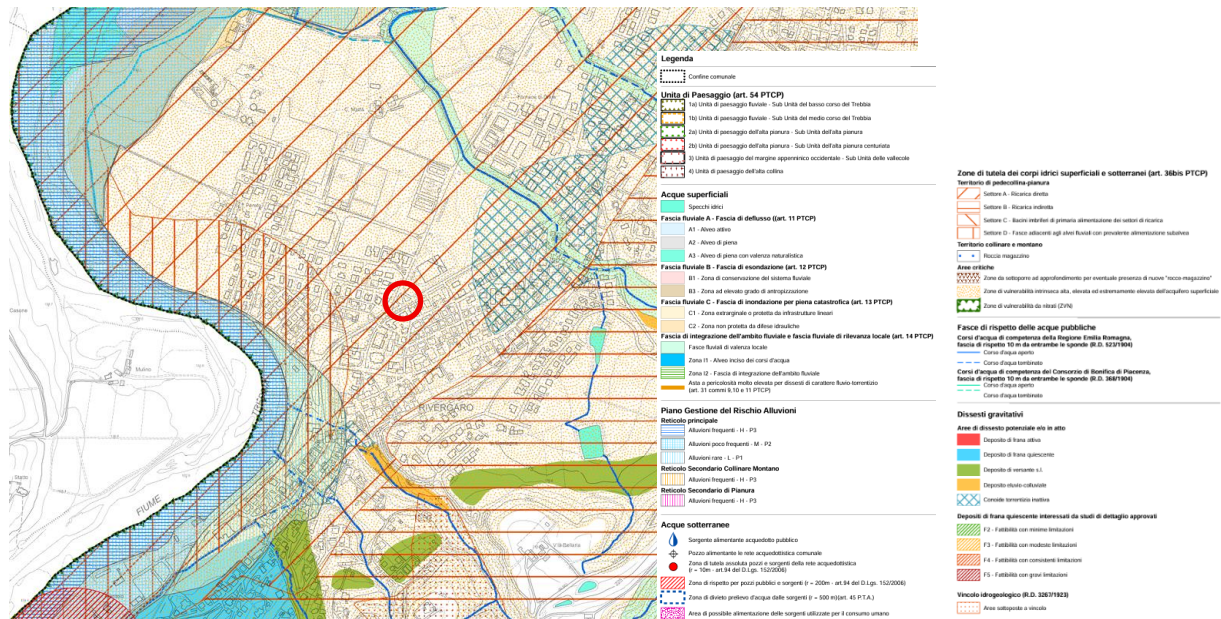 C. Matta
Fornace di Sotto
Casone
Mulino
RIVERGARO
FIUME
Villa Bellaria
Legenda
Confine comunale
Unita di Paesaggio (art. 54 PTCP)
1a) Unità di paesaggio fluviale - Sub Unità del basso corso del Trebbia
1b) Unità di paesaggio fluviale - Sub Unità del medio corso del Trebbia
2a) Unità di paesaggio dell'alta pianura - Sub Unità dell'alta pianura
2b) Unità di paesaggio dell'alta pianura - Sub Unità dell'alta pianura centuriata
3) Unità di paesaggio del margine appenninico occidentale - Sub Unità delle vallecole
4) Unità di paesaggio dell'alta collina
Acque superficiali
Specchi idrici
Fascia fluviale A - Fascia di deflusso ((art. 11 PTCP)
A1 - Alveo attivo
A2 - Alveo di piena
A3 - Alveo di piena con valenza naturalistica
Fascia fluviale B - Fascia di esondazione (art. 12 PTCP)
B1 - Zona di conservazione del sistema fluviale
B3 - Zona ad elevato grado di antropizzazione
Fascia fluviale C - Fascia di inondazione per piena catastrofica (art. 13 PTCP)
C1 - Zona extrarginale o protetta da infrastrutture lineari
C2 - Zona non protetta da difese idrauliche
Fascia di integrazione dell'ambito fluviale e fascia fluviale di rilevanza locale (art. 14 PTCP)
Fasce fluviali di valenza locale
Zona I1 - Alveo inciso dei corsi d'acqua
Zona I2 - Fascia di integrazione dell'ambito fluviale
Asta a pericolosità molto elevata per dissesti di carattere fluvio-torrentizio
(art. 31 commi 9,10 e 11 PTCP)
Piano Gestione del Rischio Alluvioni
Reticolo principale
Alluvioni frequenti - H - P3
Alluvioni poco frequenti - M - P2
Alluvioni rare - L - P1
Reticolo Secondario Collinare Montano
Alluvioni frequenti - H - P3
Reticolo Secondario di Pianura
Alluvioni frequenti - H - P3
Acque sotterranee
Sorgente alimentante acquedotto pubblico
Pozzo alimentante le rete acquedottistica comunale
Zona di tutela assoluta pozzi e sorgenti della rete acquedottistica
(r = 10m - art.94 del D.Lgs. 152/2006)
Zona di rispetto per pozzi pubblici e sorgenti (r = 200m - art.94 del D.Lgs. 152/2006)
Zona di divieto prelievo d'acqua dalle sorgenti (r = 500 m)(art. 45 P.T.A.)
Area di possibile alimentazione delle sorgenti utilizzate per il consumo umano
Zone di tutela dei corpi idrici superficiali e sotterranei (art. 36bis PTCP)
Territorio di pedecollina-pianura
Settore A - Ricarica diretta
Settore B - Ricarica indiretta
Settore C - Bacini imbriferi di primaria alimentazione dei settori di ricarica
Settore D - Fasce adiacenti agli alvei fluviali con prevalente alimentazione subalvea
Territorio collinare e montano
Roccia magazzino
Aree critiche
Zone da sottoporre ad approfondimento per eventuale presenza di nuove "rocce-magazzino"
Zone di vulnerabilità intrinseca alta, elevata ed estremamente elevata dell'acquifero superficiale
Zone di vulnerabilità da nitrati (ZVN)
Fasce di rispetto delle acque pubbliche
Corsi d'acqua di competenza della Regione Emilia Romagna,
fascia di rispetto 10 m da entrambe le sponde (R.D. 523/1904)
Corso d'acqua aperto
Corso d'acqua tombinato
Corsi d'acqua di competenza del Consorzio di Bonifica di Piacenza,
fascia di rispetto 10 m da entrambe le sponde (R.D. 368/1904)
Corso d'acqua aperto
Corso d'acqua tombinato
Dissesti gravitativi
Aree di dissesto potenziale e/o in atto
Deposito di frana attiva
Deposito di frana quiescente
Deposito di versante s.l.
Deposito eluvio colluviale
Conoide torrentizia inattiva
Depositi di frana quiescente interessati da studi di dettaglio approvati
F2 - Fattibilità con minime limitazioni
F3 - Fattibilità con modeste limitazioni
F4 - Fattibilità con consistenti limitazioni
F5 - Fattibilità con gravi limitazioni
Vincolo idrogeologico (R.D. 3267/1923)
Aree sottoposte a vincolo